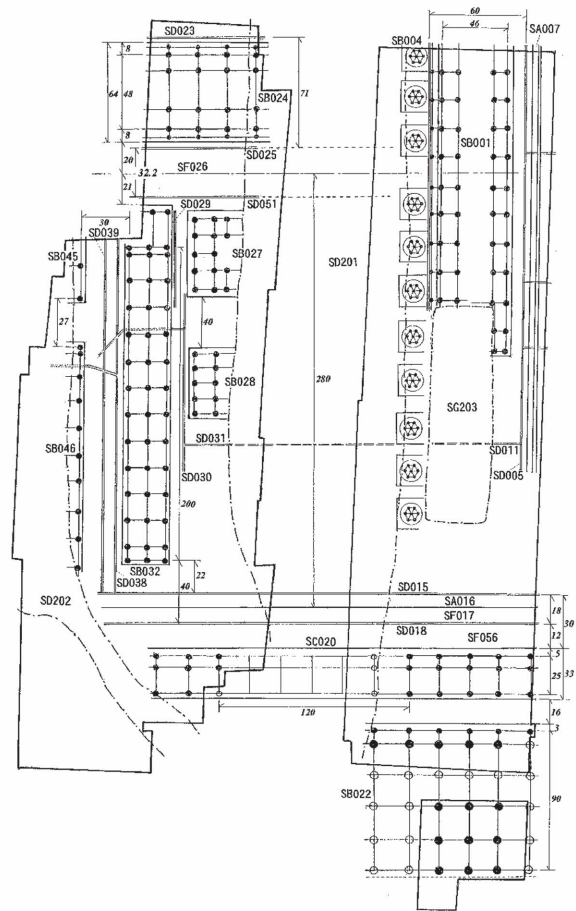 60
46
SA007
SD023
SB004
8
64
48
8
SB024
71
SB001
SD025
20
SF026
32.2
21
SD029
SD051
30
SD039
SB045
SB027
SD201
27
40
SB028
280
SG203
SB046
SD031
SD011
SD030
SD005
200
SB032
22
SD038
40
SD015
SD202
SA016
18
SF017
30
SD018
SF056
12
SC020
5
25
33
120
16
3
SB022
90